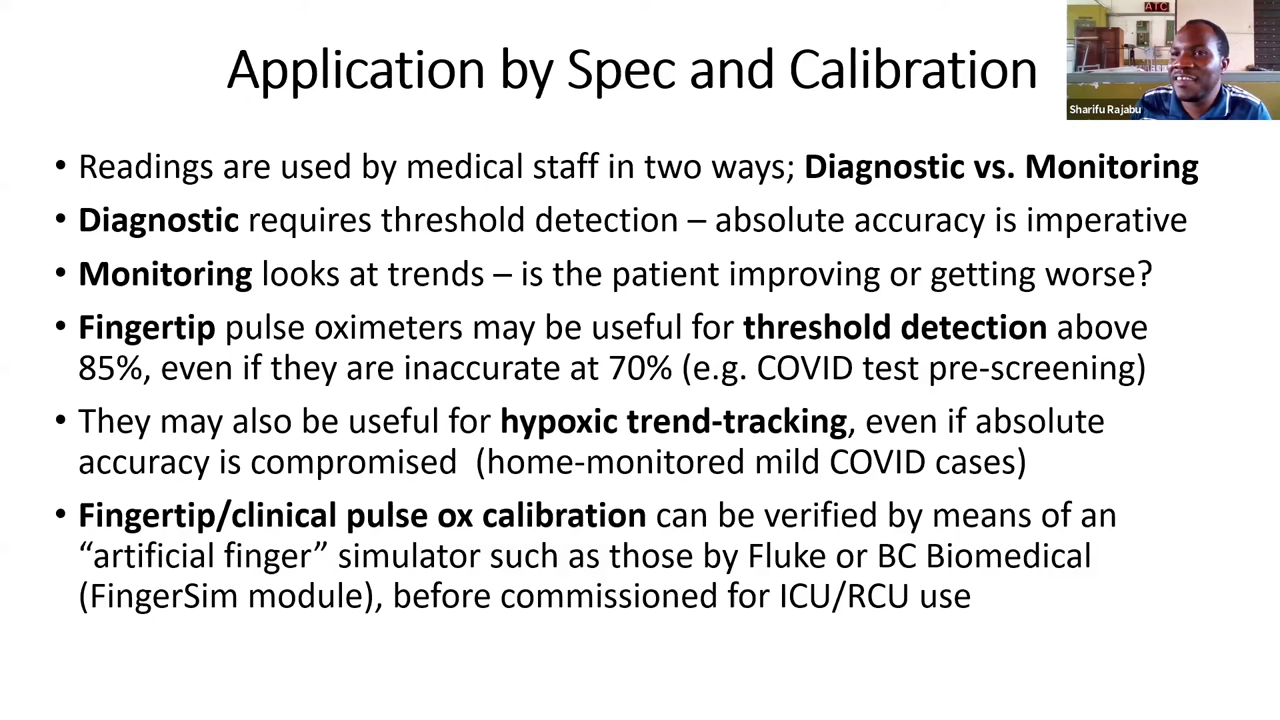 ATC
Sharifu Rajabu
Application by Spec and Calibration
• Readings are used by medical staff in two ways; Diagnostic vs. Monitoring
• Diagnostic requires threshold detection – absolute accuracy is imperative
• Monitoring looks at trends – is the patient improving or getting worse?
• Fingertip pulse oximeters may be useful for threshold detection above
85%, even if they are inaccurate at 70% (e.g. COVID test pre-screening)
• They may also be useful for hypoxic trend-tracking, even if absolute
accuracy is compromised  (home-monitored mild COVID cases)
• Fingertip/clinical pulse ox calibration can be verified by means of an
“artificial finger” simulator such as those by Fluke or BC Biomedical
(FingerSim module), before commissioned for ICU/RCU use